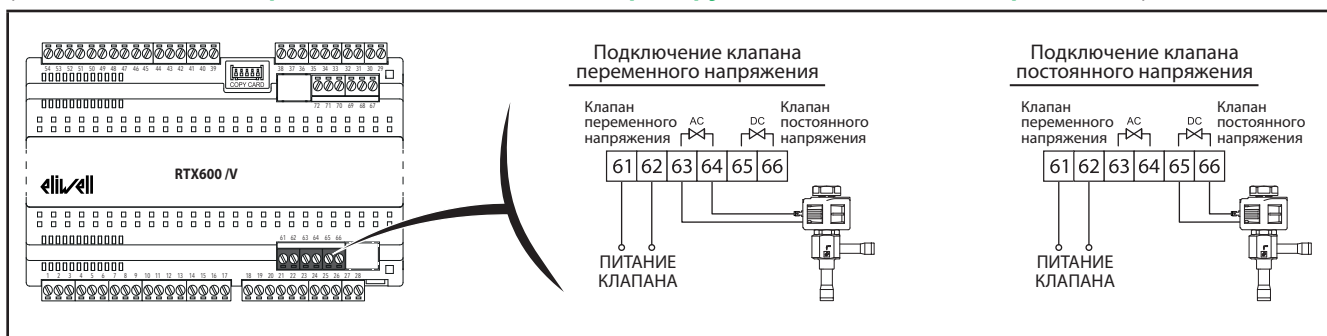 54 53 52 51 50 49 48 47 46 45 44 43 42 41 40 39
COPY CARD
38 37 36 35 34 33 32 31 30 29
72 71 70 69 68 67
eliwell
RTX600 /V
61 62 63 64 65 66
1 2 3 4 5 6 7 8 9 10 11 12 13 14 15 16 17
18 19 20 21 22 23 24 25 26 27 28
Подключение клапана
переменного напряжения
Клапан
переменного
напряжения
AC
DC
Клапан
постоянного
напряжения
61 62 63 64 65 66
ПИТАНИЕ
КЛАПАНА
Подключение клапана
постоянного напряжения
Клапан
переменного
напряжения
AC
DC
Клапан
постоянного
напряжения
61 62 63 64 65 66
ПИТАНИЕ
КЛАПАНА